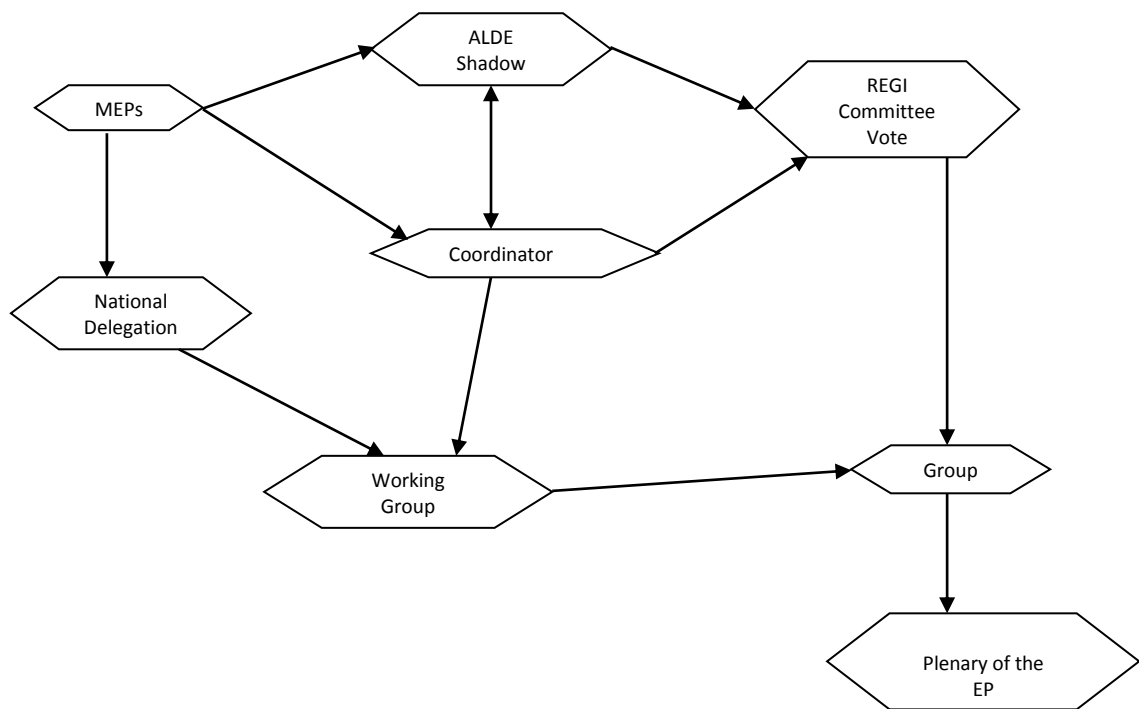 ALDE
Shadow
MEPs
REGI
Committee
Vote
Coordinator
National
Delegation
Working
Group
Group
Plenary of the
EP